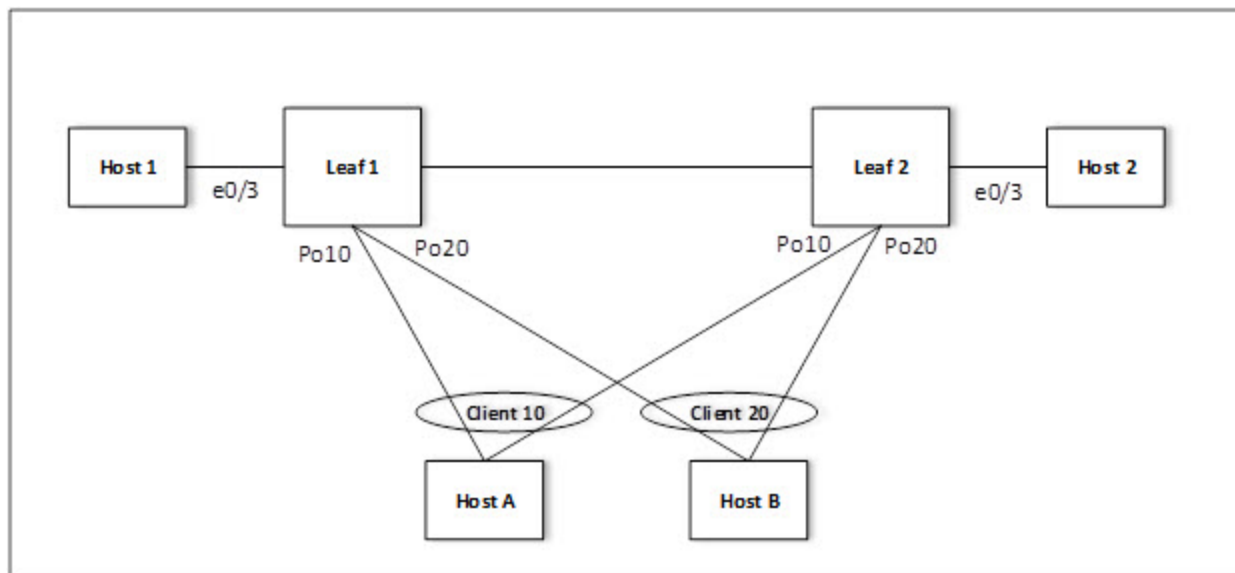 Host 1
e0/3
Leaf 1
Leaf 2
e0/3
Host 2
Po10
Po20
Po10
Po20
Client 10
Client 20
Host A
Host B